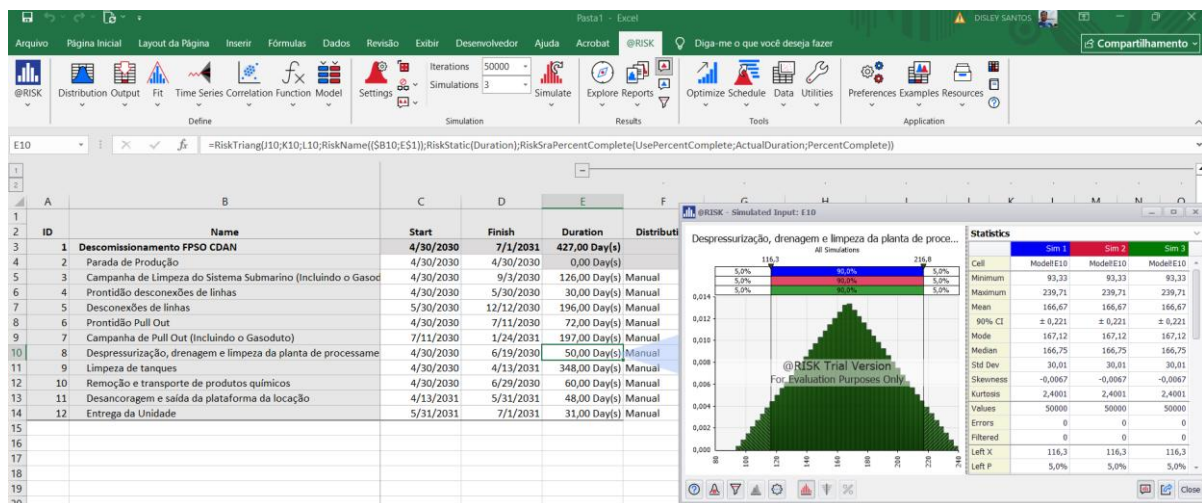 Pasta1 - Excel
DISLEY SANTOS
Arquivo Página Inicial Layout da Página Inserir Fórmulas Dados Revisão Exibir Desenvolvedor Ajuda Acrobat @RISK Diga-me o que você deseja fazer
Compartilhamento
Iterations 50000
Simulations 3
@RISK Distribution Output Fit Time Series Correlation Function Model Settings Simulate Explore Reports Optimize Schedule Data Utilities Preferences Examples Resources
Define Simulation Results Tools Application
E10 fx =RiskTriang(J10;K10;L10;RiskName(($B10;E$1));RiskStatic(Duration);RiskSraPercentComplete(UsePercentComplete;ActualDuration;PercentComplete))
1
2
A B C D E F G H I J K L M N O
1
2 ID Name Start Finish Duration Distributi
3 1 Descomissionamento FPSO CDAN 4/30/2030 7/1/2031 427,00 Day(s)
4 2 Parada de Produção 4/30/2030 4/30/2030 0,00 Day(s)
5 3 Campanha de Limpeza do Sistema Submarino (Incluindo o Gasod 4/30/2030 9/3/2030 126,00 Day(s) Manual
6 4 Prontidão desconexões de linhas 4/30/2030 5/30/2030 30,00 Day(s) Manual
7 5 Desconexões de linhas 5/30/2030 12/12/2030 196,00 Day(s) Manual
8 6 Prontidão Pull Out 4/30/2030 7/11/2030 72,00 Day(s) Manual
9 7 Campanha de Pull Out (Incluindo o Gasoduto) 7/11/2030 1/24/2031 197,00 Day(s) Manual
10 8 Despressurização, drenagem e limpeza da planta de processame 4/30/2030 6/19/2030 50,00 Day(s) Manual
11 9 Limpeza de tanques 4/30/2030 4/13/2031 348,00 Day(s) Manual
12 10 Remoção e transporte de produtos químicos 4/30/2030 6/29/2030 60,00 Day(s) Manual
13 11 Desancoragem e saída da plataforma da locação 4/13/2031 5/31/2031 48,00 Day(s) Manual
14 12 Entrega da Unidade 5/31/2031 7/1/2031 31,00 Day(s) Manual
15
16
17
18
19
20
@RISK - Simulated Input: E10
Despressurização, drenagem e limpeza da planta de proce...
All Simulations
116,3 216,8
5,0% 90,0% 5,0%
5,0% 90,0% 5,0%
5,0% 90,0% 5,0%
0,014
0,012
0,010
0,008
0,006
0,004
0,002
0,000
80 100 120 140 160 180 200 220 240
@RISK Trial Version
For Evaluation Purposes Only
Statistics
Sim 1 Sim 2 Sim 3
Cell Model!E10 Model!E10 Model!E10
Minimum 93,33 93,33 93,33
Maximum 239,71 239,71 239,71
Mean 166,67 166,67 166,67
90% CI ± 0,221 ± 0,221 ± 0,221
Mode 167,12 167,12 167,12
Median 166,75 166,75 166,75
Std Dev 30,01 30,01 30,01
Skewness -0,0067 -0,0067 -0,0067
Kurtosis 2,4001 2,4001 2,4001
Values 50000 50000 50000
Errors 0 0 0
Filtered 0 0 0
Left X 116,3 116,3 116,3
Left P 5,0% 5,0% 5,0%
Close